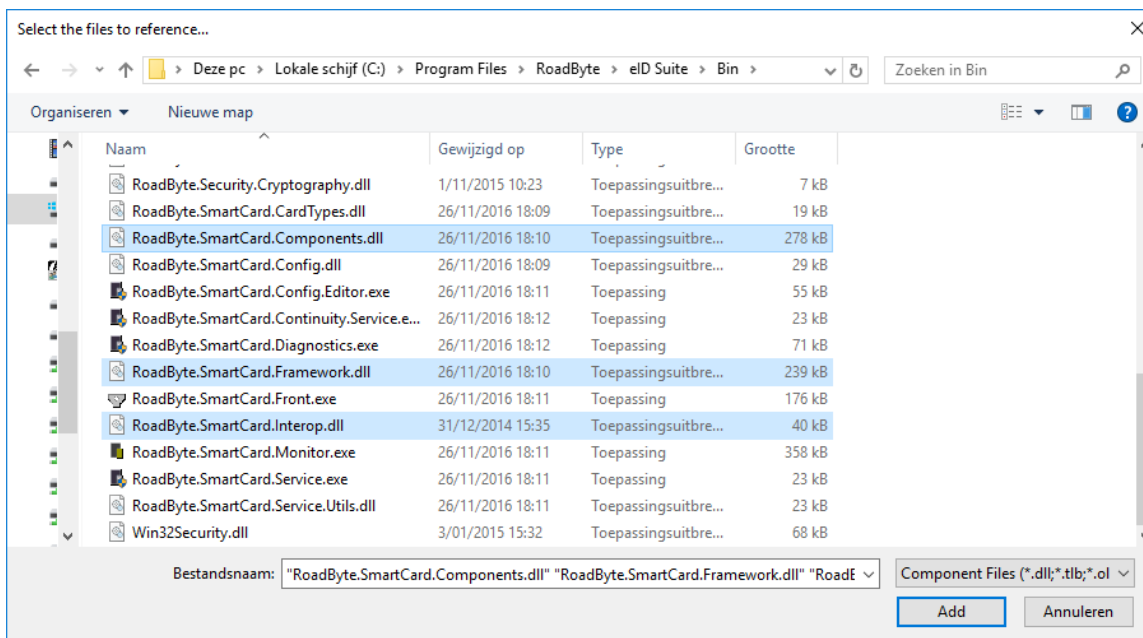 Select the files to reference...
Deze pc > Lokale schijf (C:) > Program Files > RoadByte > eID Suite > Bin > Zoeken in Bin
Organiseren Nieuwe map
Naam Gewijzigd op Type Grootte
RoadByte.Security.Cryptography.dll 1/11/2015 10:23 Toepassingsuitbre... 7 kB
RoadByte.SmartCard.CardTypes.dll 26/11/2016 18:09 Toepassingsuitbre... 19 kB
RoadByte.SmartCard.Components.dll 26/11/2016 18:10 Toepassingsuitbre... 278 kB
RoadByte.SmartCard.Config.dll 26/11/2016 18:09 Toepassingsuitbre... 29 kB
RoadByte.SmartCard.Config.Editor.exe 26/11/2016 18:11 Toepassing 55 kB
RoadByte.SmartCard.Continuity.Service.e... 26/11/2016 18:12 Toepassing 23 kB
RoadByte.SmartCard.Diagnostics.exe 26/11/2016 18:12 Toepassing 71 kB
RoadByte.SmartCard.Framework.dll 26/11/2016 18:10 Toepassingsuitbre... 239 kB
RoadByte.SmartCard.Front.exe 26/11/2016 18:11 Toepassing 176 kB
RoadByte.SmartCard.Interop.dll 31/12/2014 15:35 Toepassingsuitbre... 40 kB
RoadByte.SmartCard.Monitor.exe 26/11/2016 18:11 Toepassing 358 kB
RoadByte.SmartCard.Service.exe 26/11/2016 18:11 Toepassing 23 kB
RoadByte.SmartCard.Service.Utils.dll 26/11/2016 18:11 Toepassingsuitbre... 23 kB
Win32Security.dll 3/01/2015 15:32 Toepassingsuitbre... 68 kB
Bestandsnaam: "RoadByte.SmartCard.Components.dll" "RoadByte.SmartCard.Framework.dll" "RoadE Component Files (*.dll;*.tlb;*.ol
Add Annuleren